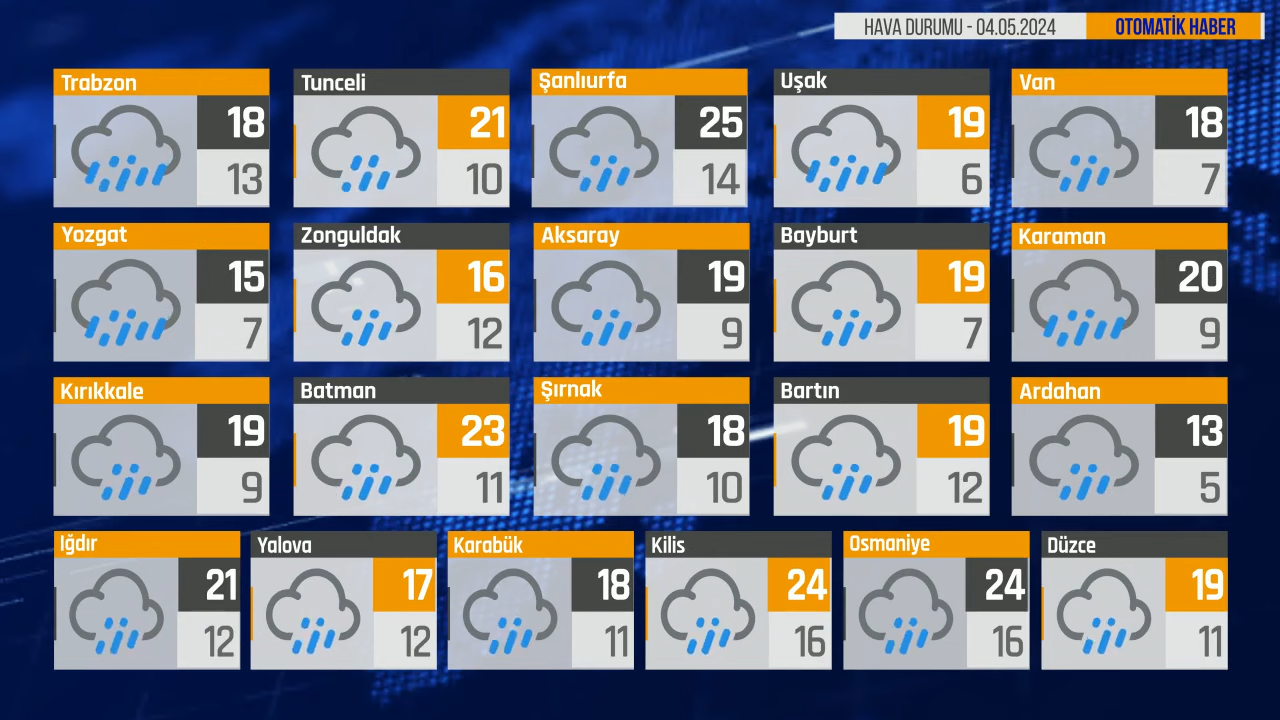 HAVA DURUMU - 04.05.2024 OTOMATİK HABER
Trabzon
18
13
Tunceli
21
10
Şanlıurfa
25
14
Uşak
19
6
Van
18
7
Yozgat
15
7
Zonguldak
16
12
Aksaray
19
9
Bayburt
19
7
Karaman
20
9
Kırıkkale
19
9
Batman
23
11
Şırnak
18
10
Bartın
19
12
Ardahan
13
5
Iğdır
21
12
Yalova
17
12
Karabük
18
11
Kilis
24
16
Osmaniye
24
16
Düzce
19
11